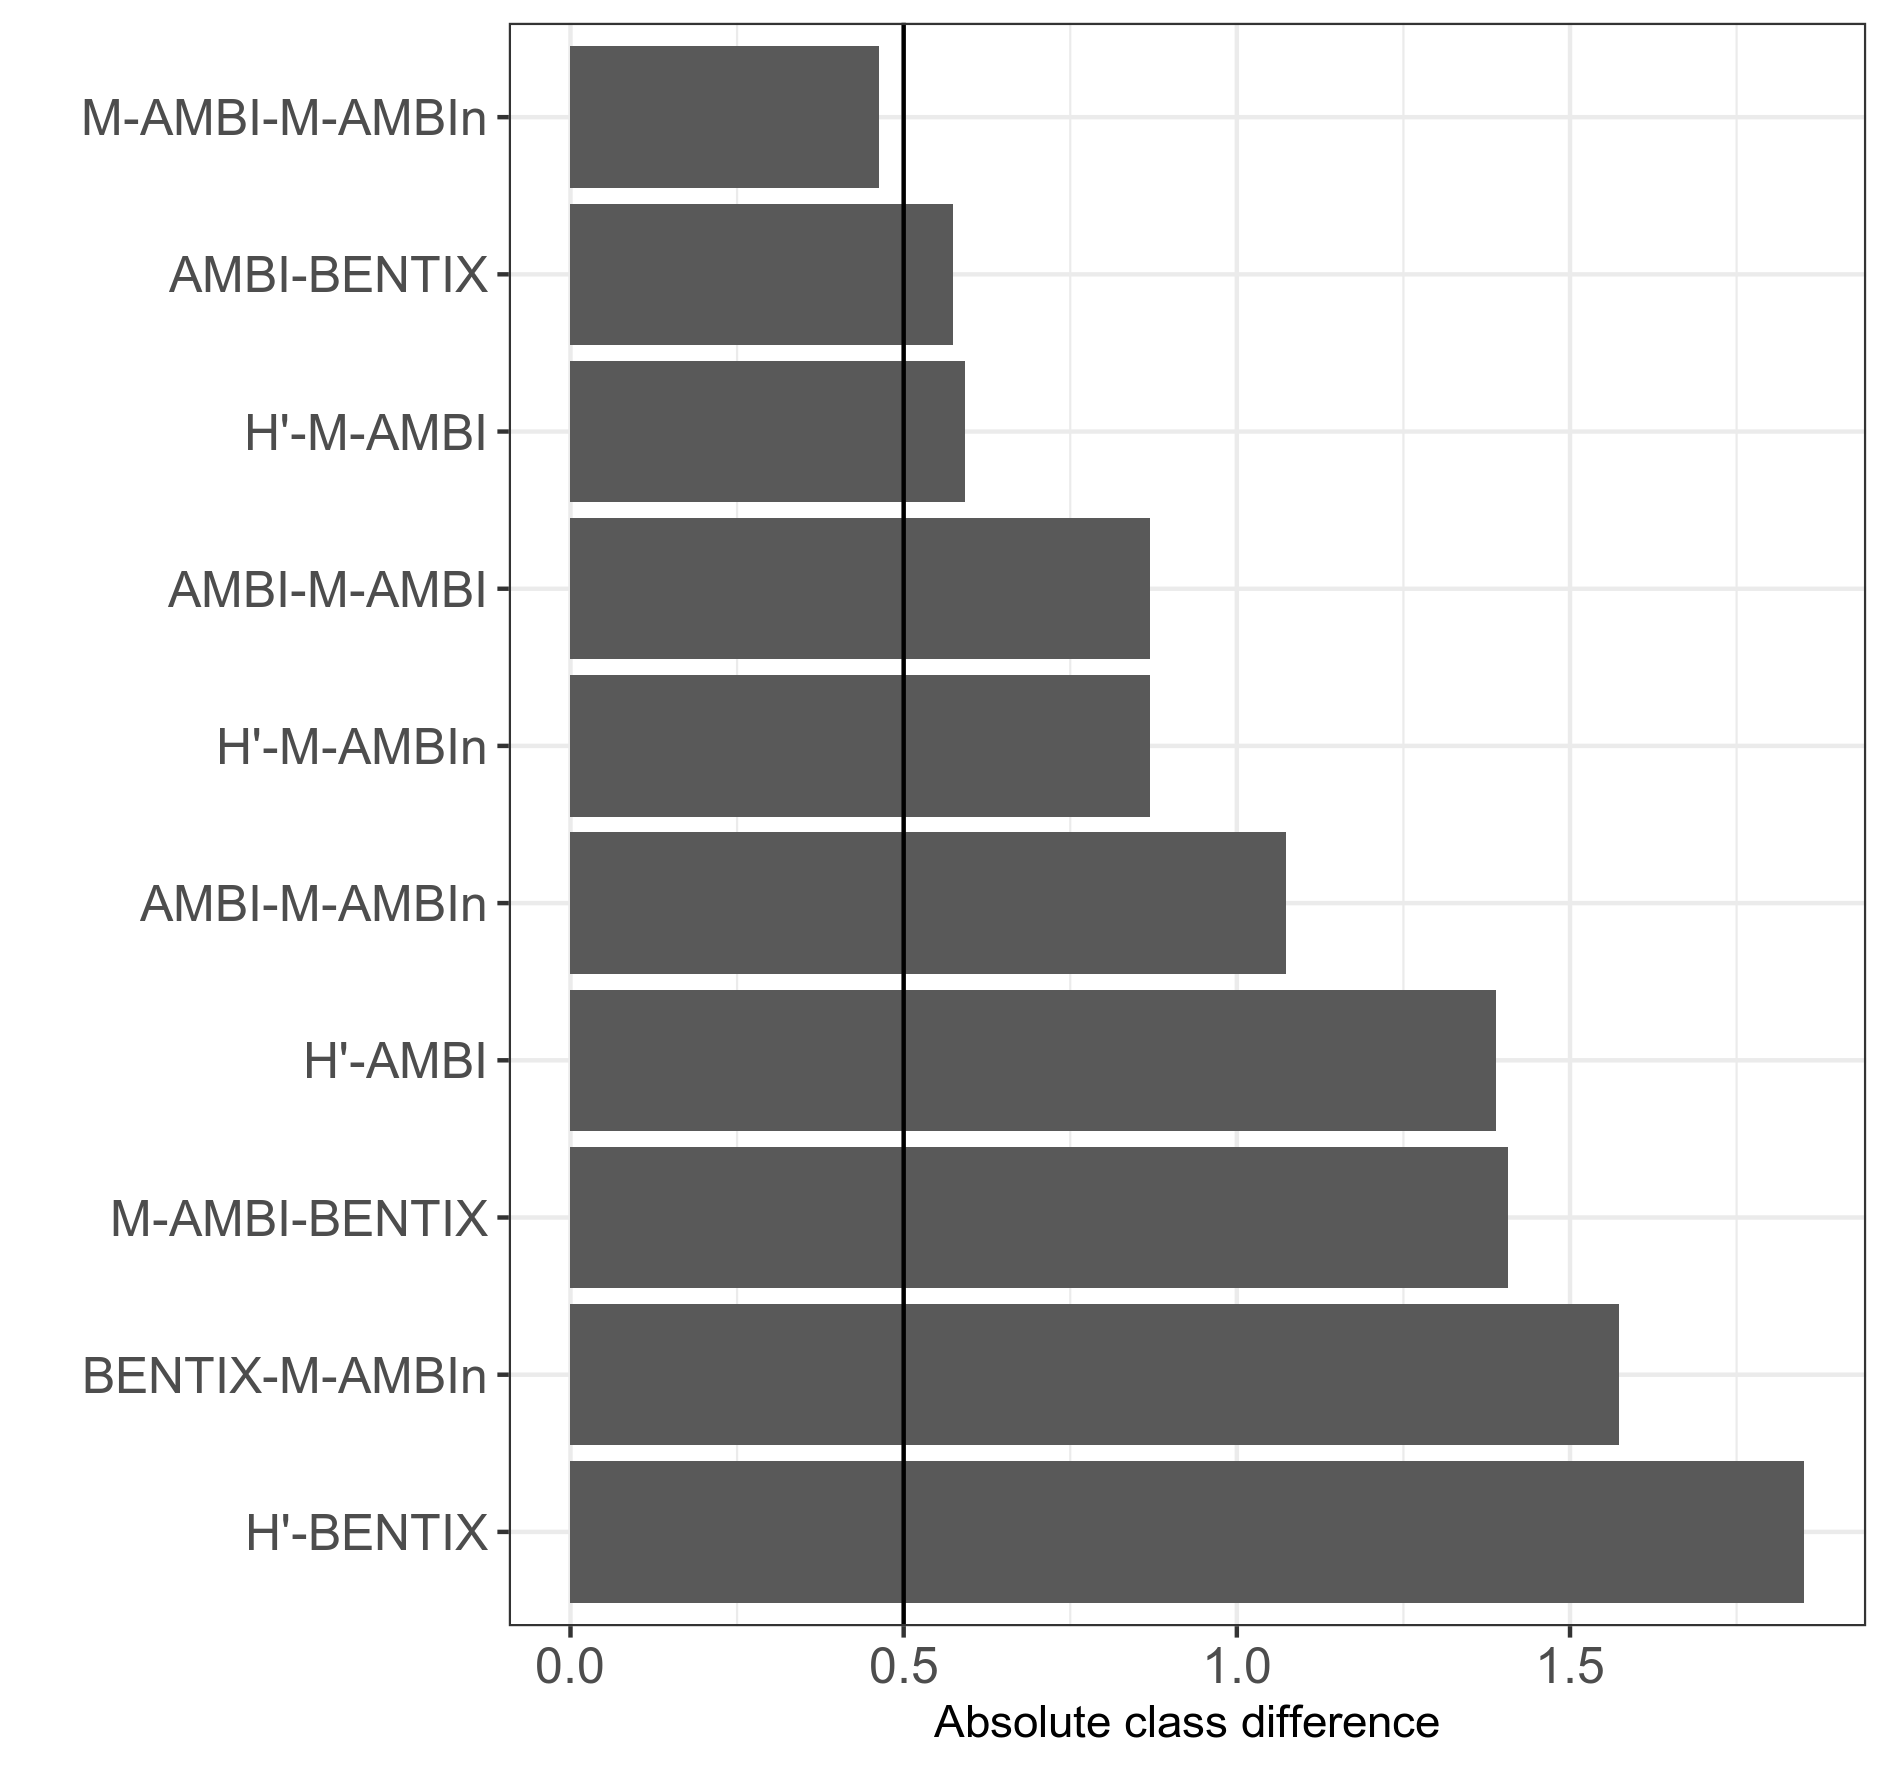 M-AMBI-M-AMBIn
AMBI-BENTIX
H'-M-AMBI
AMBI-M-AMBI
H'-M-AMBIn
AMBI-M-AMBIn
H'-AMBI
M-AMBI-BENTIX
BENTIX-M-AMBIn
H'-BENTIX
0.0 0.5 1.0 1.5
Absolute class difference